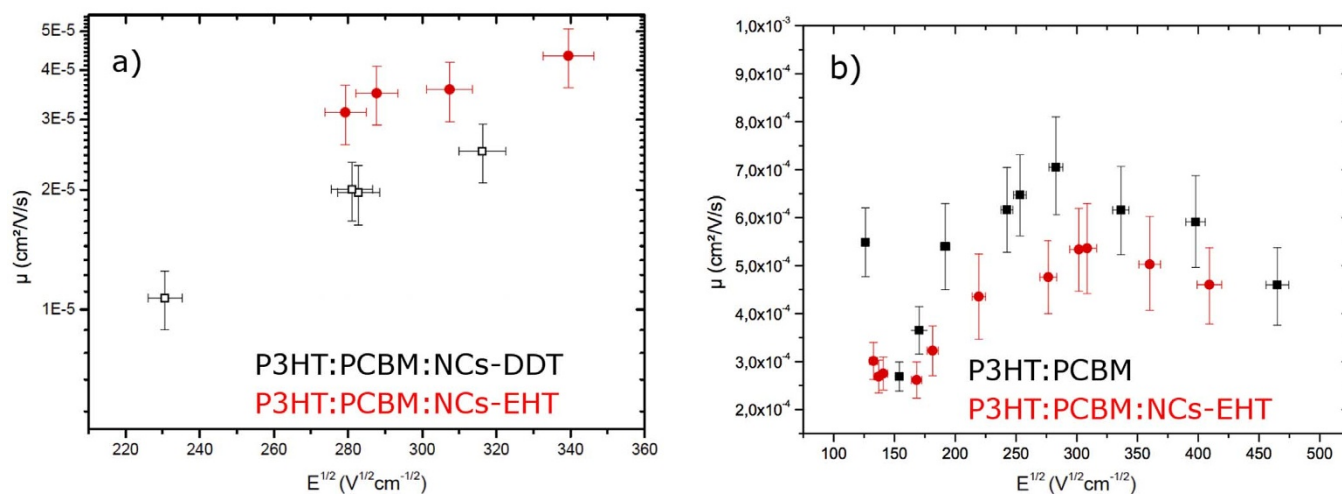 a)
5E-5
4E-5
3E-5
2E-5
1E-5
μ (cm²/V/s)
P3HT:PCBM:NCs-DDT
P3HT:PCBM:NCs-EHT
220 240 260 280 300 320 340 360
E^1/2 (V^1/2cm^-1/2)
b)
1,0x10^-3
9,0x10^-4
8,0x10^-4
7,0x10^-4
6,0x10^-4
5,0x10^-4
4,0x10^-4
3,0x10^-4
2,0x10^-4
μ (cm²/V/s)
P3HT:PCBM
P3HT:PCBM:NCs-EHT
100 150 200 250 300 350 400 450 500
E^1/2 (V^1/2cm^-1/2)